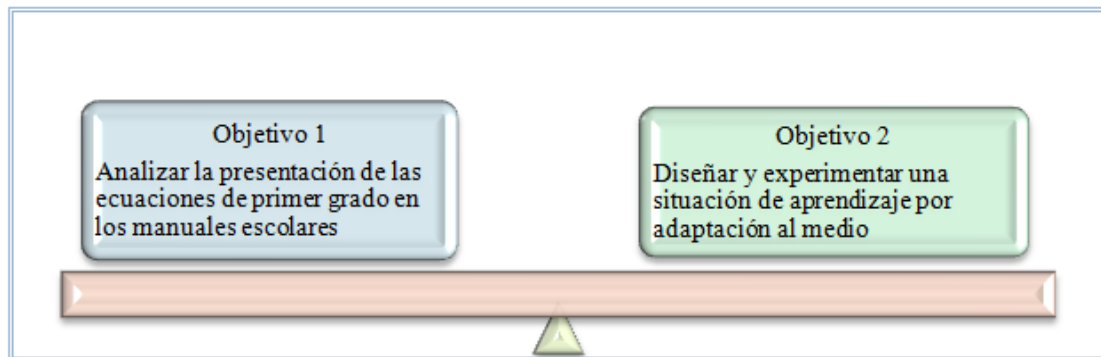 Objetivo 1
Analizar la presentación de las
ecuaciones de primer grado en
los manuales escolares
Objetivo 2
Diseñar y experimentar una
situación de aprendizaje por
adaptación al medio